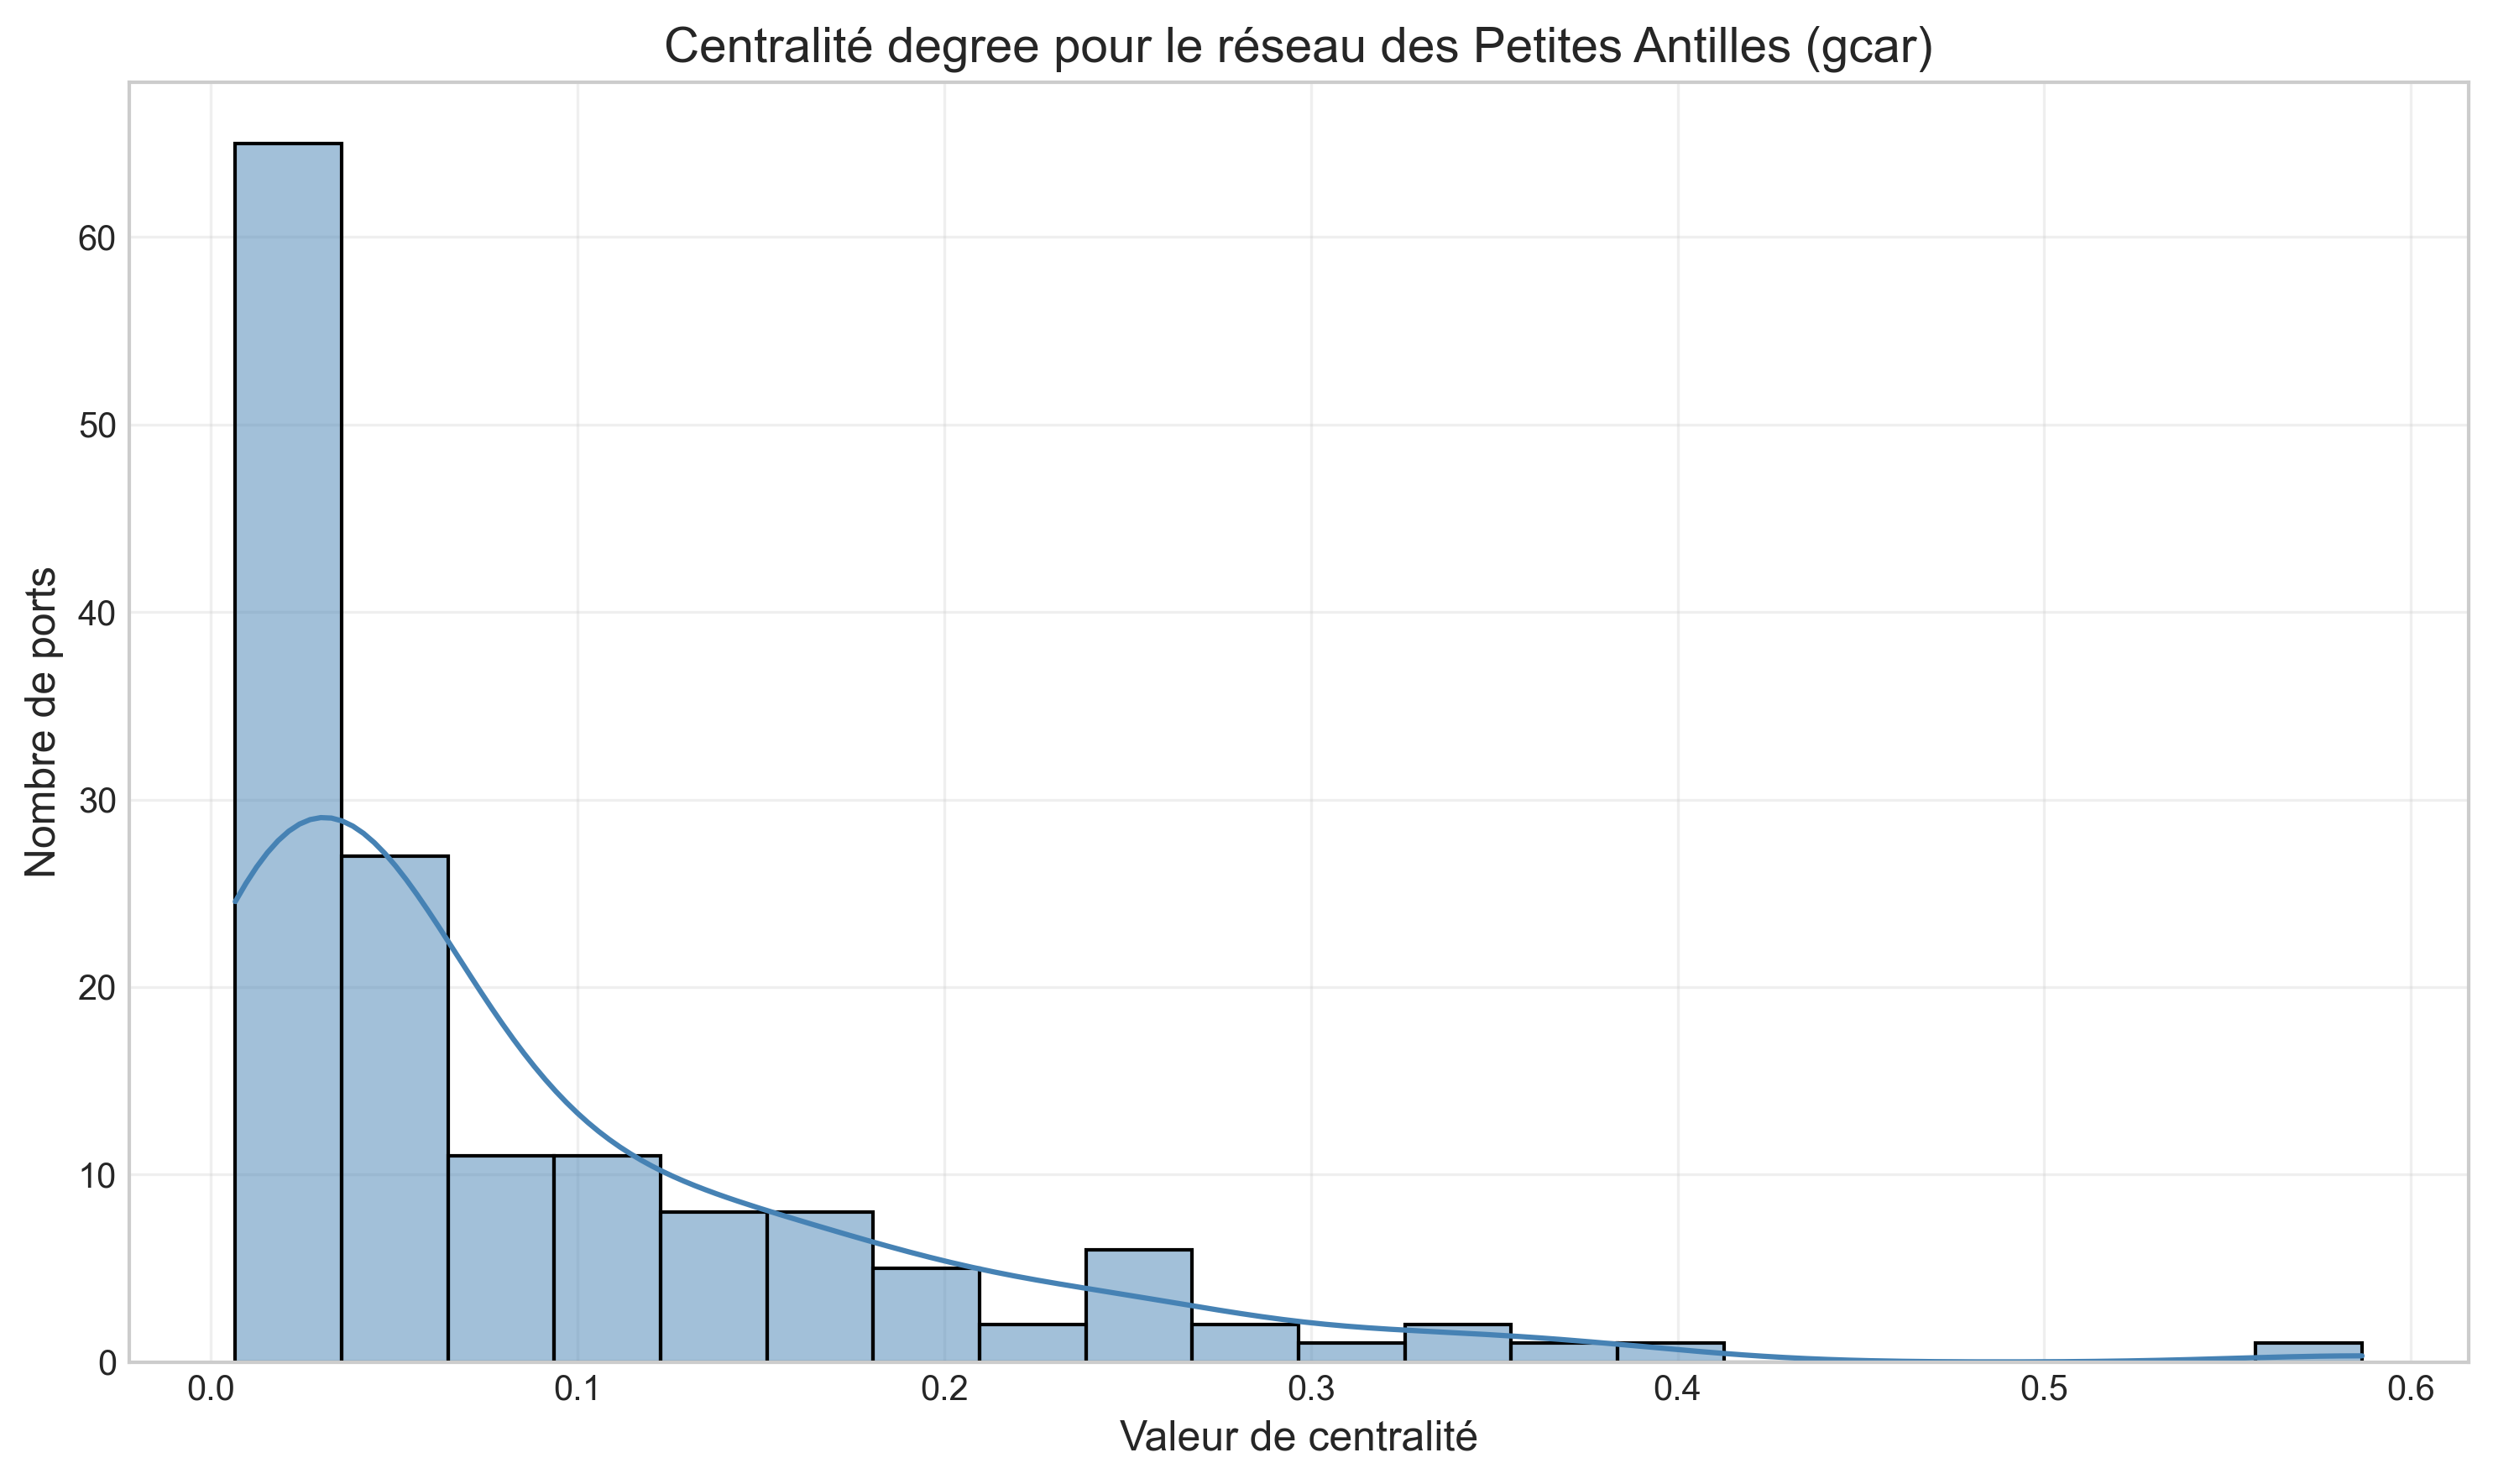 Centralité degree pour le réseau des Petites Antilles (gcar)
Nombre de ports
60
50
40
30
20
10
0
0.0 0.1 0.2 0.3 0.4 0.5 0.6
Valeur de centralité